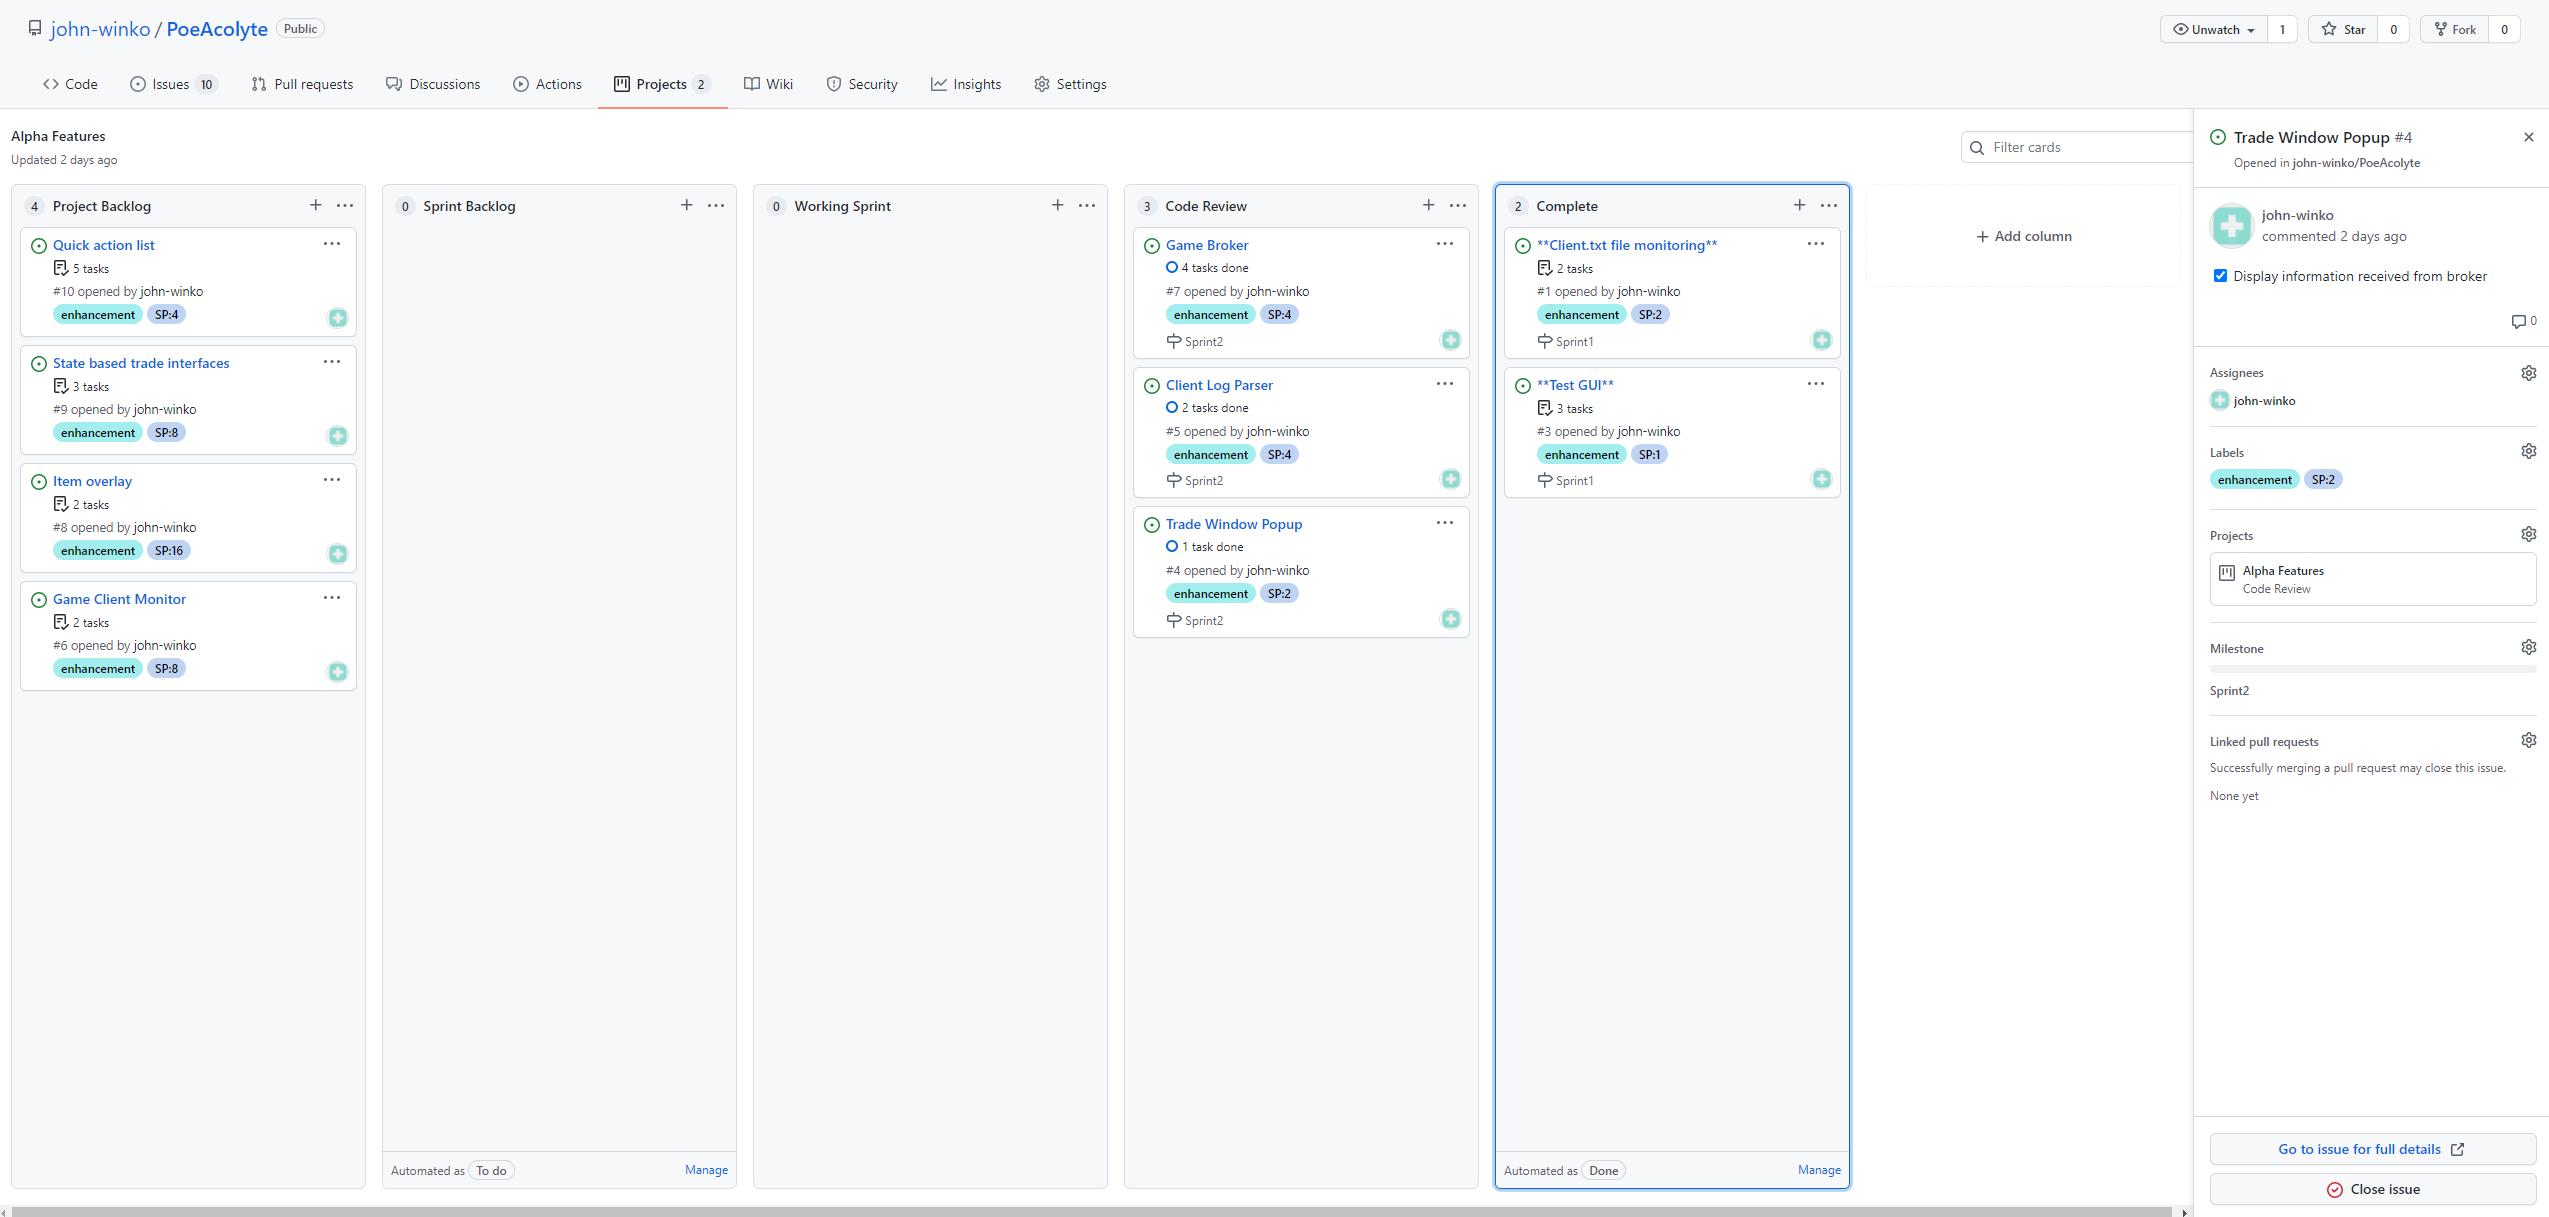 john-winko / PoeAcolyte Public
Unwatch 1 Star 0 Fork 0
Code Issues 10 Pull requests Discussions Actions Projects 2 Wiki Security Insights Settings
Alpha Features
Updated 2 days ago
Filter cards
4 Project Backlog
Quick action list
5 tasks
#10 opened by john-winko
enhancement SP:4
State based trade interfaces
3 tasks
#9 opened by john-winko
enhancement SP:8
Item overlay
2 tasks
#8 opened by john-winko
enhancement SP:16
Game Client Monitor
2 tasks
#6 opened by john-winko
enhancement SP:8
0 Sprint Backlog
Automated as To do Manage
0 Working Sprint
3 Code Review
Game Broker
4 tasks done
#7 opened by john-winko
enhancement SP:4
Sprint2
Client Log Parser
2 tasks done
#5 opened by john-winko
enhancement SP:4
Sprint2
Trade Window Popup
1 task done
#4 opened by john-winko
enhancement SP:2
Sprint2
2 Complete
**Client.txt file monitoring**
2 tasks
#1 opened by john-winko
enhancement SP:2
Sprint1
**Test GUI**
3 tasks
#3 opened by john-winko
enhancement SP:1
Sprint1
Automated as Done Manage
+ Add column
Trade Window Popup #4
Opened in john-winko/PoeAcolyte
john-winko
commented 2 days ago
Display information received from broker
0
Assignees
john-winko
Labels
enhancement SP:2
Projects
Alpha Features
Code Review
Milestone
Sprint2
Linked pull requests
Successfully merging a pull request may close this issue.
None yet
Go to issue for full details
Close issue